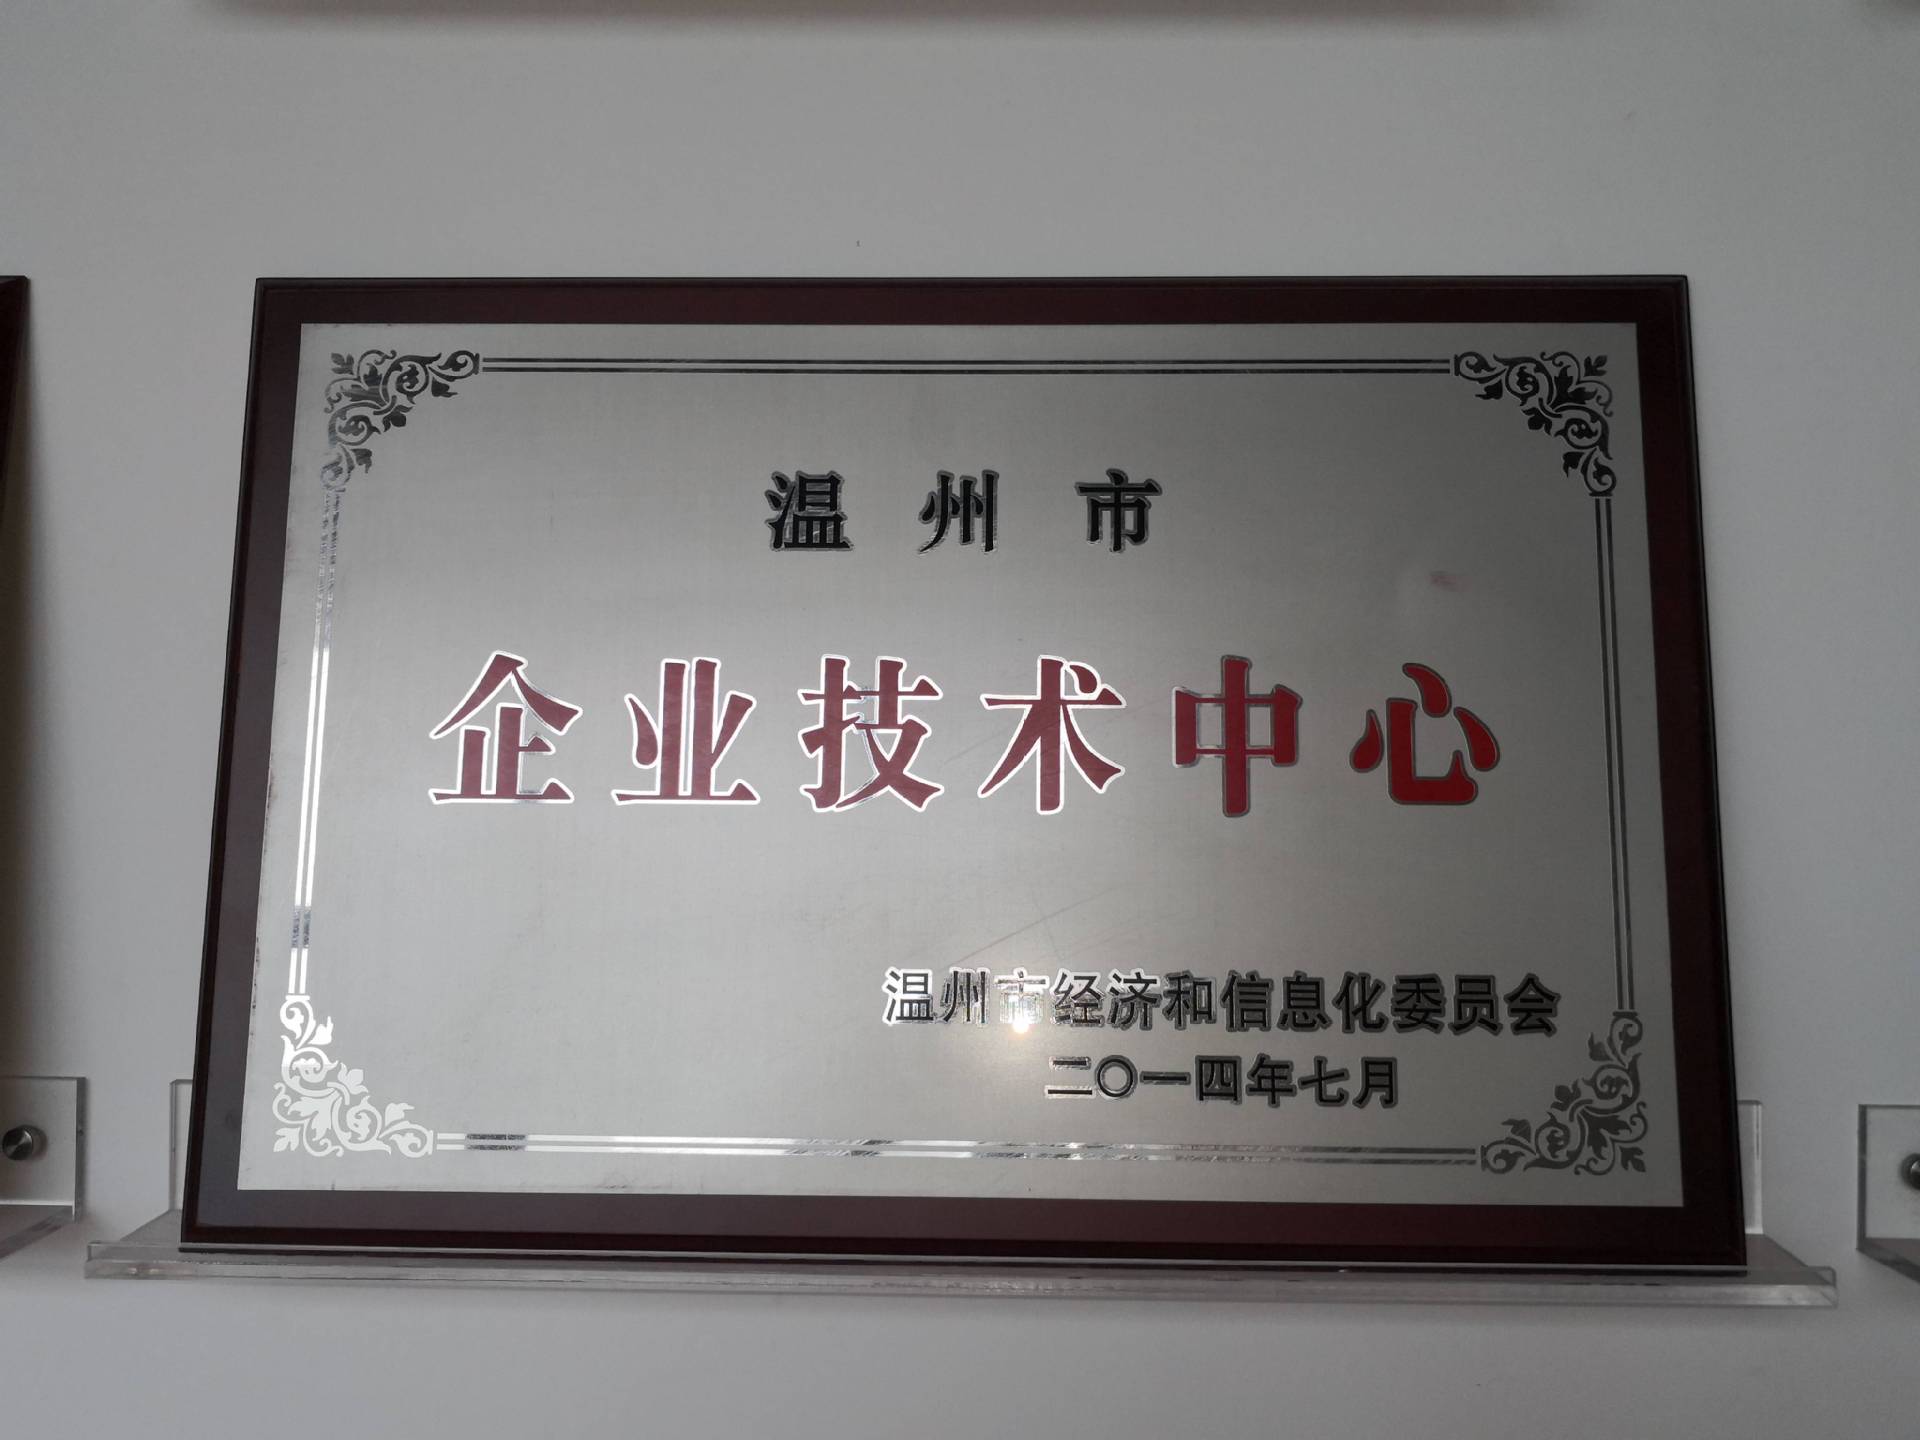 温州市
企业技术中心
温州市经济和信息化委员会
二〇一四年七月